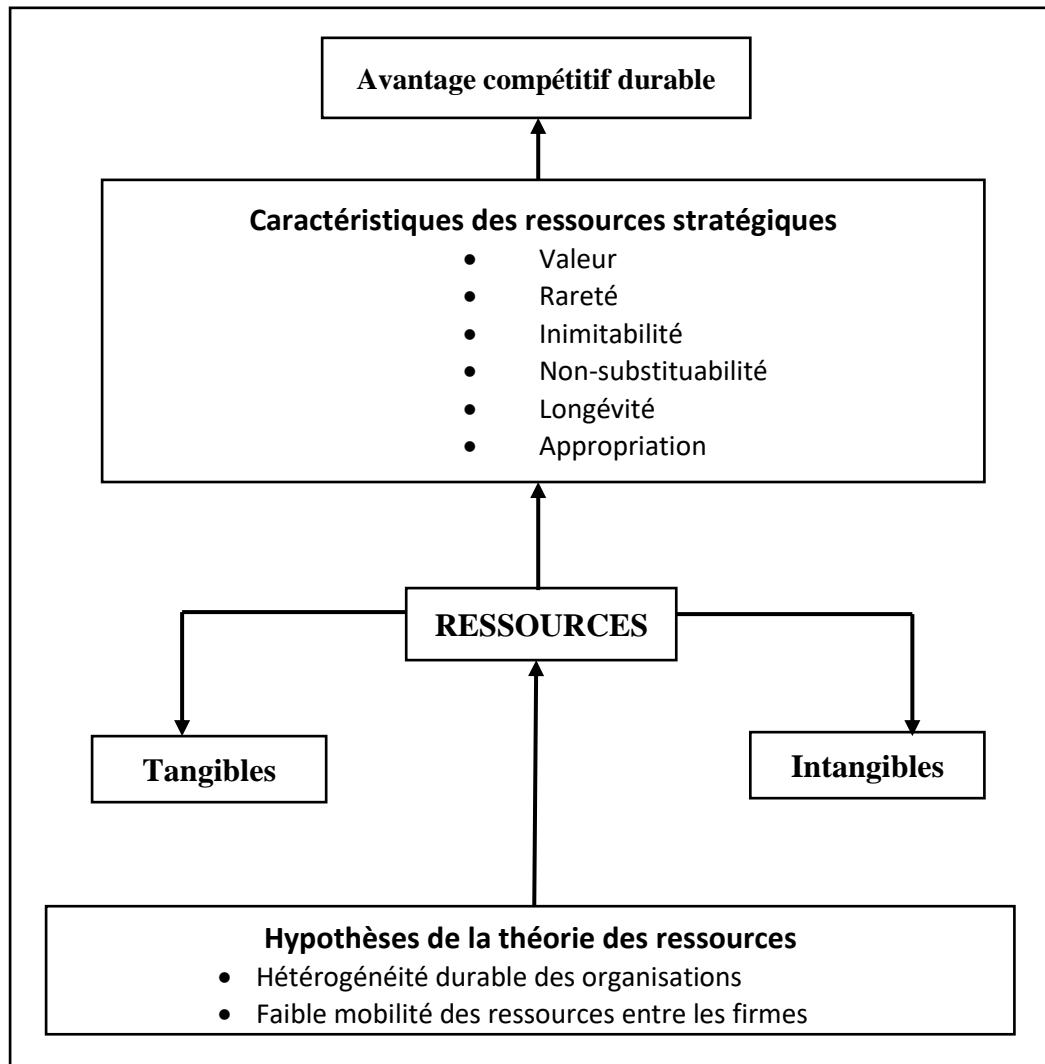 Avantage compétitif durable
Caractéristiques des ressources stratégiques
• Valeur
• Rareté
• Inimitabilité
• Non-substituabilité
• Longévité
• Appropriation
RESSOURCES
Tangibles
Intangibles
Hypothèses de la théorie des ressources
• Hétérogénéité durable des organisations
• Faible mobilité des ressources entre les firmes